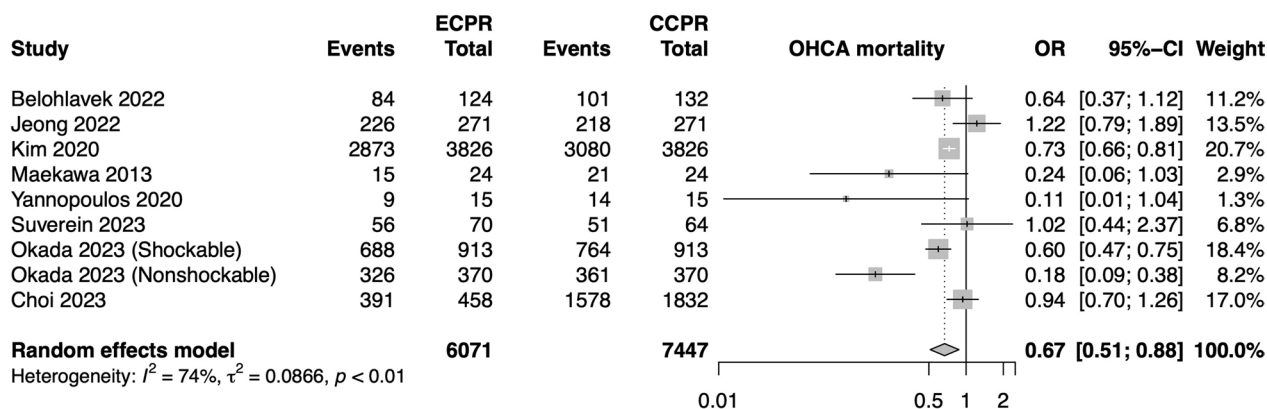 ECPR CCPR
Study Events Total Events Total OHCA mortality OR 95%–CI Weight
Belohlavek 2022 84 124 101 132 0.64 [0.37; 1.12] 11.2%
Jeong 2022 226 271 218 271 1.22 [0.79; 1.89] 13.5%
Kim 2020 2873 3826 3080 3826 0.73 [0.66; 0.81] 20.7%
Maekawa 2013 15 24 21 24 0.24 [0.06; 1.03] 2.9%
Yannopoulos 2020 9 15 14 15 0.11 [0.01; 1.04] 1.3%
Suverein 2023 56 70 51 64 1.02 [0.44; 2.37] 6.8%
Okada 2023 (Shockable) 688 913 764 913 0.60 [0.47; 0.75] 18.4%
Okada 2023 (Nonshockable) 326 370 361 370 0.18 [0.09; 0.38] 8.2%
Choi 2023 391 458 1578 1832 0.94 [0.70; 1.26] 17.0%
Random effects model 6071 7447 0.67 [0.51; 0.88] 100.0%
Heterogeneity: I² = 74%, τ² = 0.0866, p < 0.01
0.01 0.5 1 2